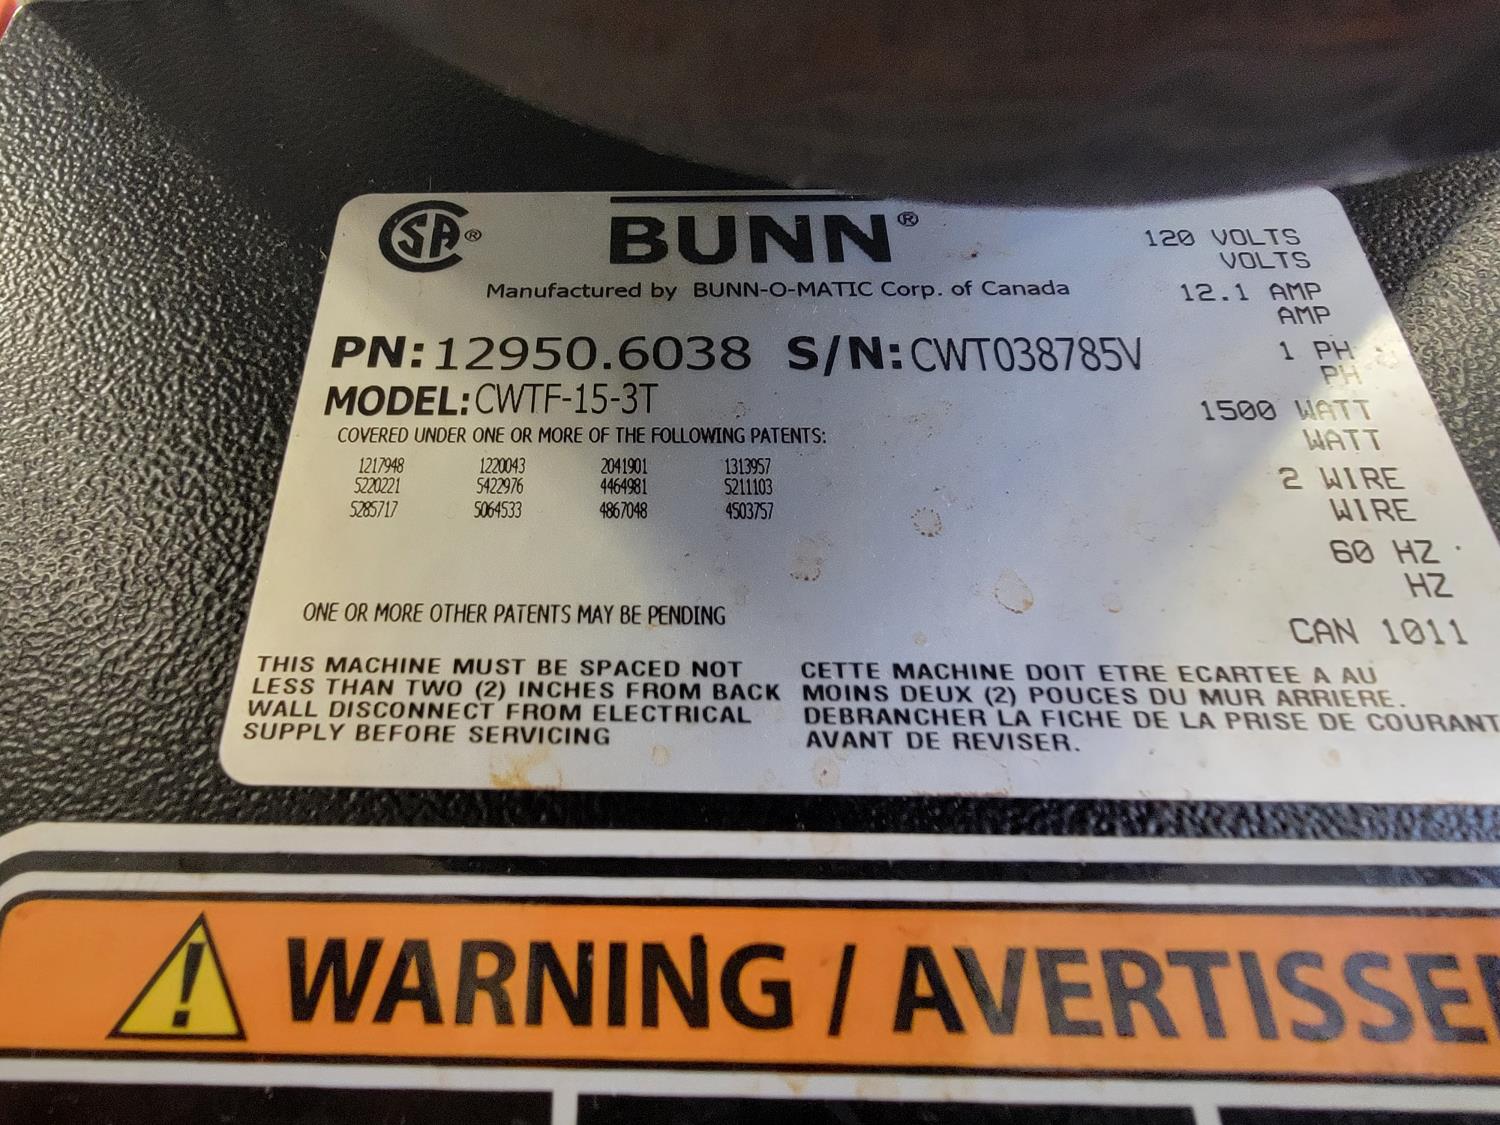 CSA®
BUNN®
Manufactured by BUNN-O-MATIC Corp. of Canada
120 VOLTS
VOLTS
12.1 AMP
AMP
1 PH
PH
1500 WATT
WATT
2 WIRE
WIRE
60 HZ
HZ
CAN 1011
PN:12950.6038 S/N:CWT038785V
MODEL:CWTF-15-3T
COVERED UNDER ONE OR MORE OF THE FOLLOWING PATENTS:
1217948 1220043 2041901 1313957
5220221 5422976 4464981 5211103
5285717 5064533 4867048 4503757
ONE OR MORE OTHER PATENTS MAY BE PENDING
THIS MACHINE MUST BE SPACED NOT
LESS THAN TWO (2) INCHES FROM BACK
WALL DISCONNECT FROM ELECTRICAL
SUPPLY BEFORE SERVICING
CETTE MACHINE DOIT ETRE ECARTEE A AU
MOINS DEUX (2) POUCES DU MUR ARRIERE.
DEBRANCHER LA FICHE DE LA PRISE DE COURANT
AVANT DE REVISER.
! WARNING / AVERTISSE